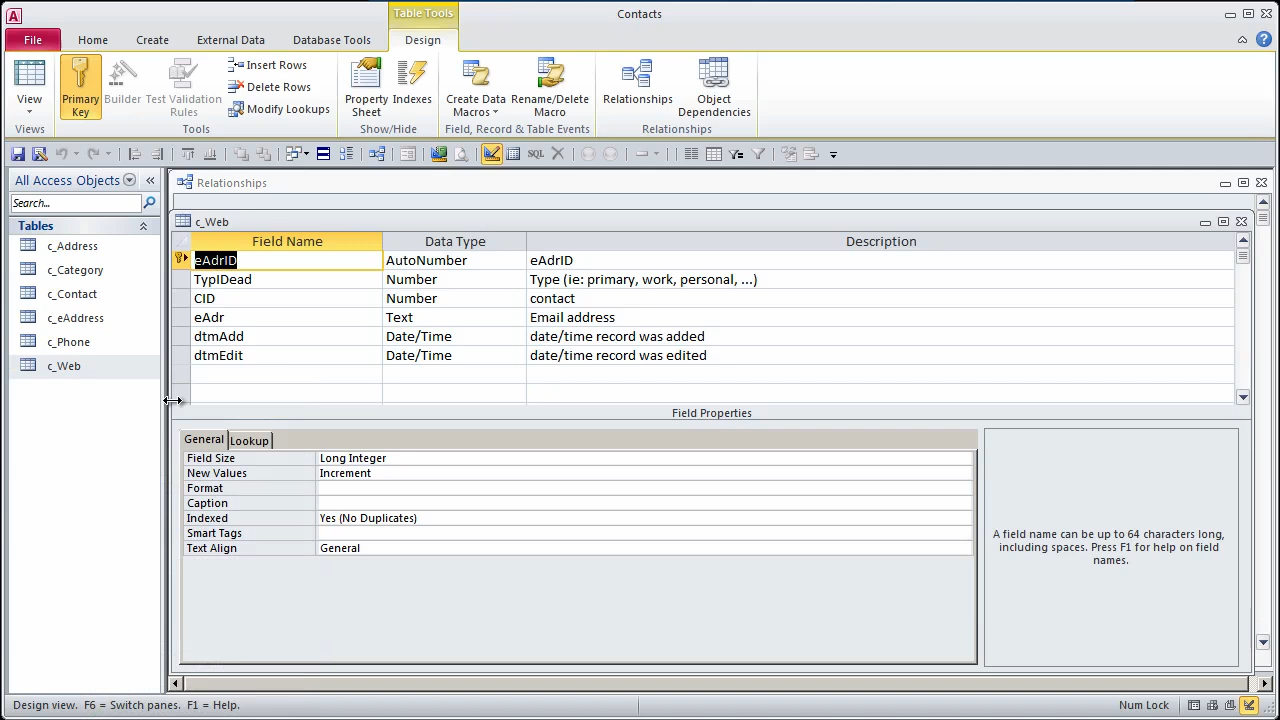 Table Tools
Contacts
File Home Create External Data Database Tools Design
View
Views
Primary Key
Builder
Test Validation Rules
Insert Rows
Delete Rows
Modify Lookups
Tools
Property Sheet
Indexes
Show/Hide
Create Data Macros
Rename/Delete Macro
Field, Record & Table Events
Relationships
Object Dependencies
Relationships
SQL
All Access Objects
Search...
Tables
c_Address
c_Category
c_Contact
c_eAddress
c_Phone
c_Web
Relationships
c_Web
Field Name Data Type Description
eAdrID AutoNumber eAdrID
TypIDead Number Type (ie: primary, work, personal, ...)
CID Number contact
eAdr Text Email address
dtmAdd Date/Time date/time record was added
dtmEdit Date/Time date/time record was edited
Field Properties
General Lookup
Field Size Long Integer
New Values Increment
Format
Caption
Indexed Yes (No Duplicates)
Smart Tags
Text Align General
A field name can be up to 64 characters long,
including spaces. Press F1 for help on field
names.
Design view. F6 = Switch panes. F1 = Help.
Num Lock